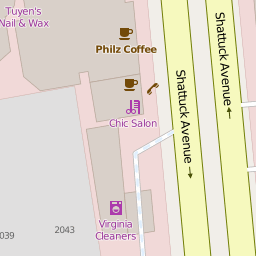 Tuyen's
Nail & Wax
Philz Coffee
Chic Salon
Shattuck Avenue →
Shattuck Avenue ←
Virginia
Cleaners
2043
039